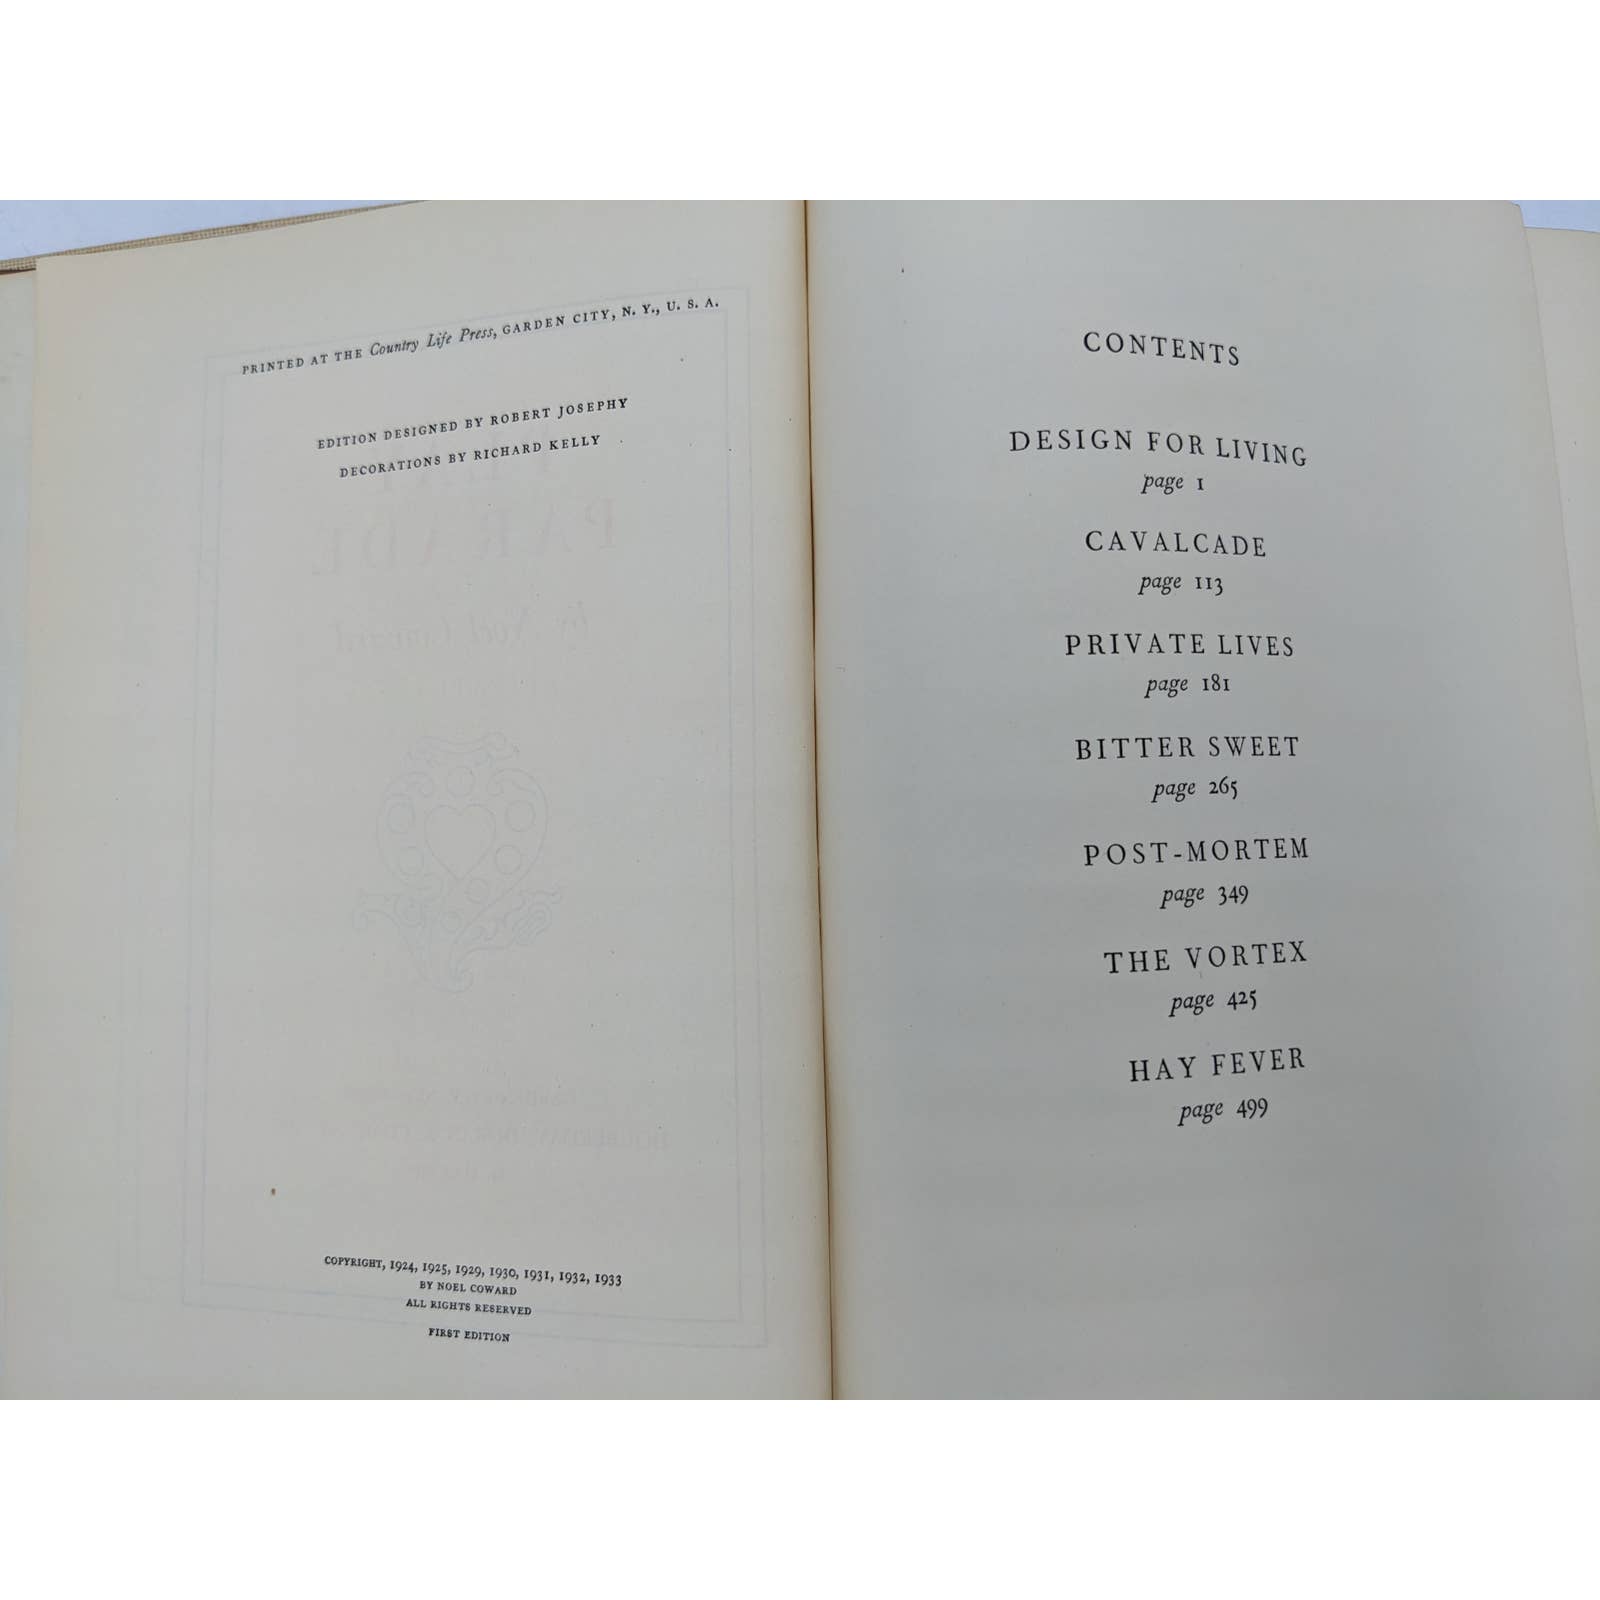 PRINTED AT THE Country Life Press, GARDEN CITY, N. Y., U. S. A.
EDITION DESIGNED BY ROBERT JOSEPHY
DECORATIONS BY RICHARD KELLY
COPYRIGHT, 1924, 1925, 1929, 1930, 1931, 1932, 1933
BY NOEL COWARD
ALL RIGHTS RESERVED
FIRST EDITION
CONTENTS
DESIGN FOR LIVING
page 1
CAVALCADE
page 113
PRIVATE LIVES
page 181
BITTER SWEET
page 265
POST-MORTEM
page 349
THE VORTEX
page 425
HAY FEVER
page 499